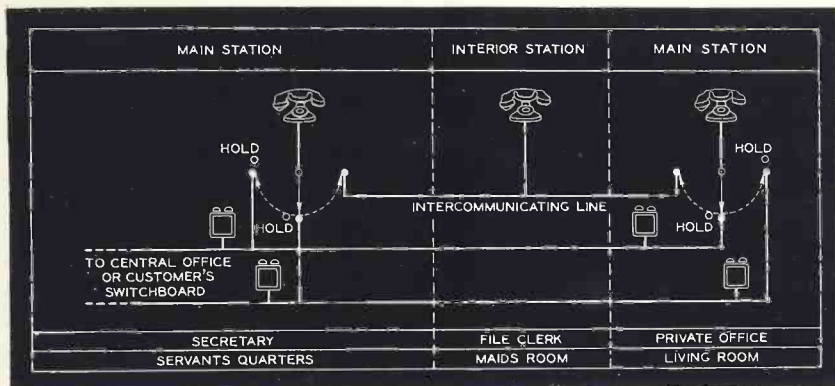 MAIN STATION
INTERIOR STATION
MAIN STATION
HOLD
HOLD
HOLD
HOLD
INTERCOMMUNICATING LINE
TO CENTRAL OFFICE
OR CUSTOMER'S
SWITCHBOARD
SECRETARY
FILE CLERK
PRIVATE OFFICE
SERVANTS QUARTERS
MAIDS ROOM
LIVING ROOM